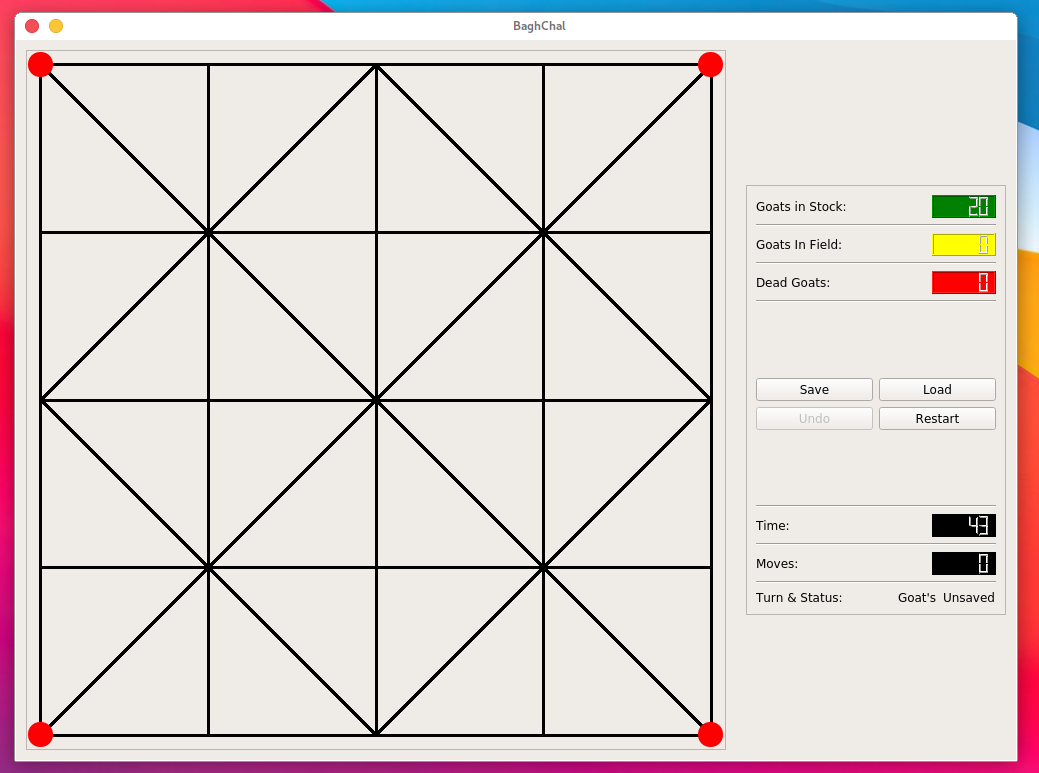 BaghChal
Goats in Stock: 20
Goats In Field: 0
Dead Goats: 0
Save Load
Undo Restart
Time: 43
Moves: 0
Turn & Status: Goat's Unsaved